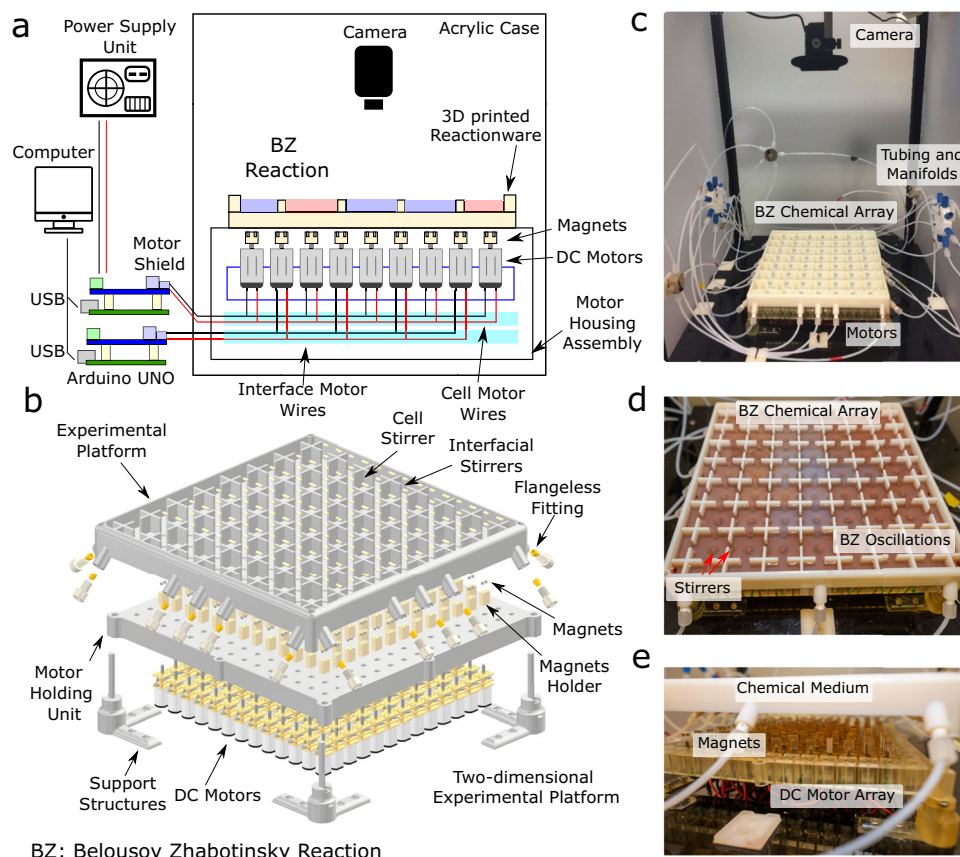 a
Power Supply
Unit
Camera
Acrylic Case
3D printed
Reactionware
BZ
Reaction
Computer
Magnets
DC Motors
Motor
Shield
USB
USB
Arduino UNO
Motor
Housing
Assembly
Interface Motor
Wires
Cell Motor
Wires
b
Experimental
Platform
Cell
Stirrer
Interfacial
Stirrers
Flangeless
Fitting
Magnets
Magnets
Holder
Motor
Holding
Unit
Support
Structures
DC Motors
Two-dimensional
Experimental Platform
BZ: Belousov Zhabotinsky Reaction
c
Camera
Tubing and
Manifolds
BZ Chemical Array
Motors
d
BZ Chemical Array
BZ Oscillations
Stirrers
e
Chemical Medium
Magnets
DC Motor Array